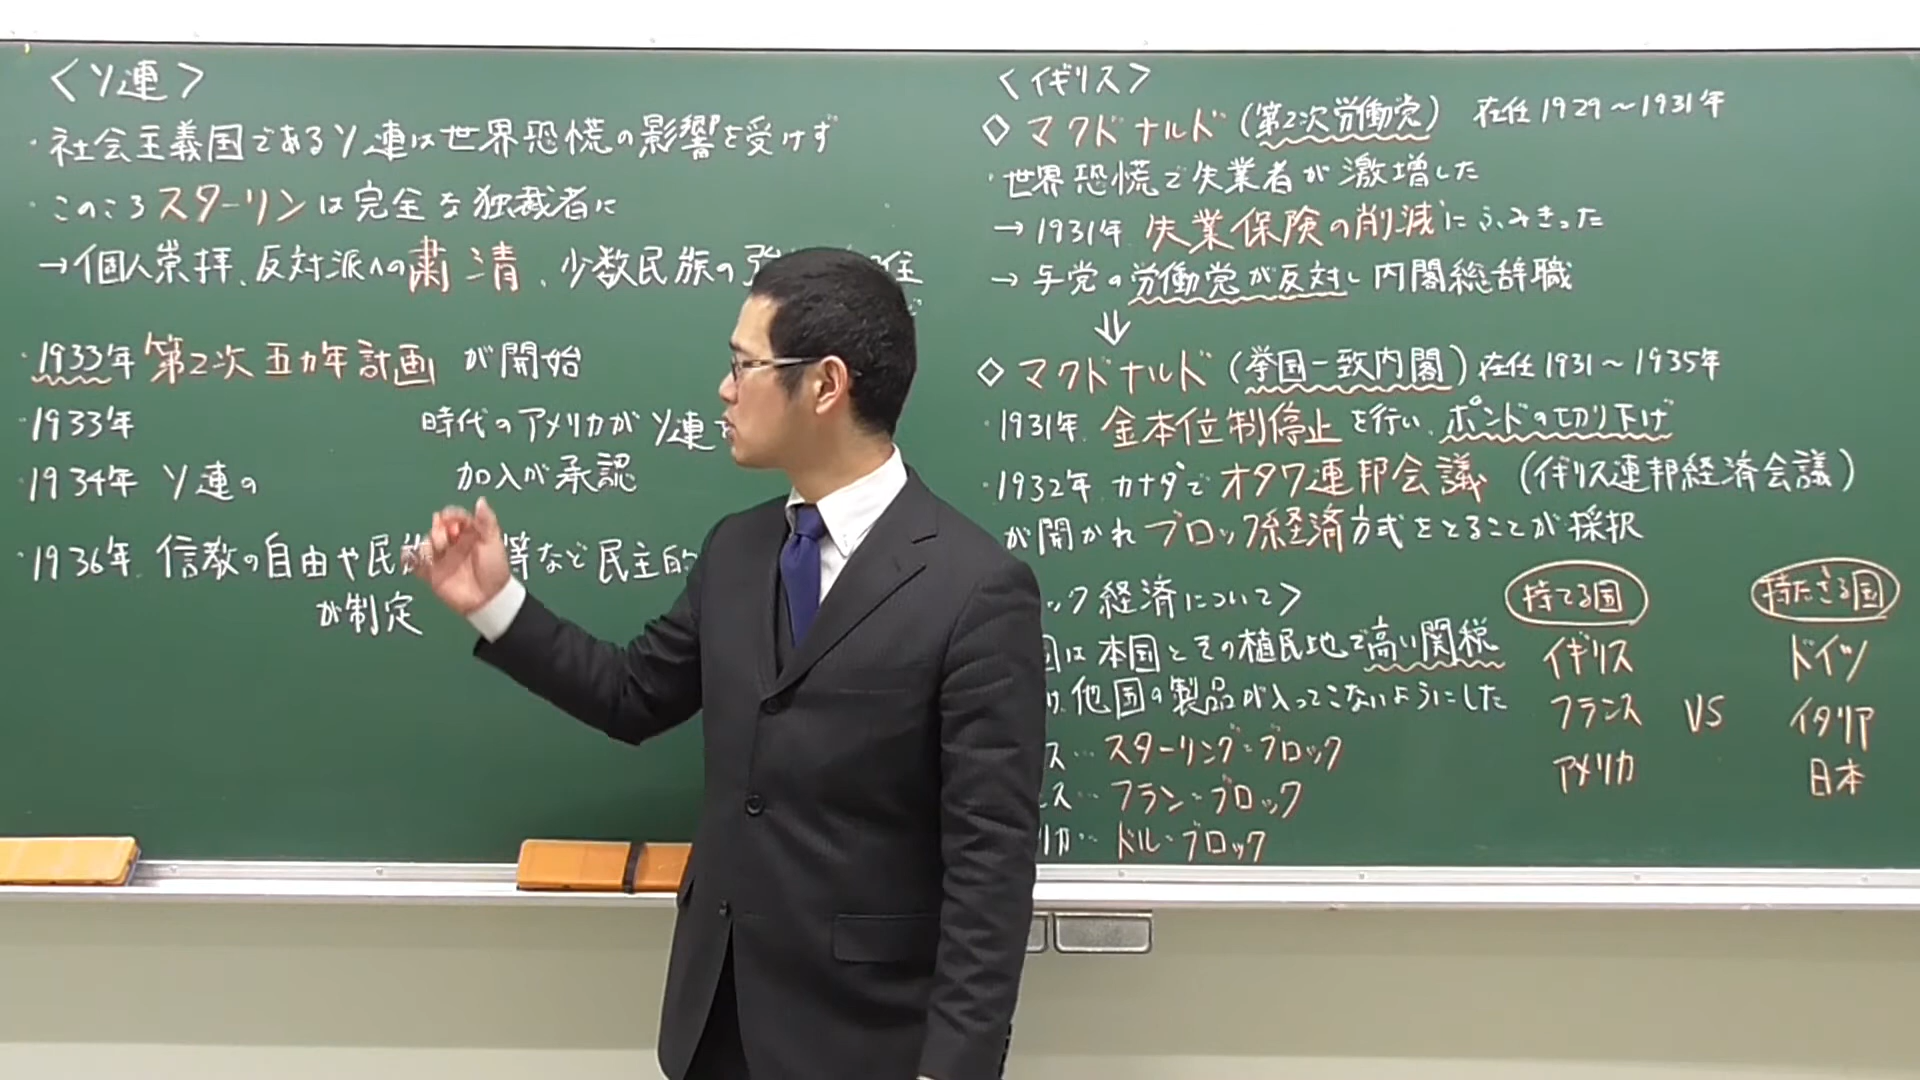 〈ソ連〉
・社会主義国であるソ連は世界恐慌の影響を受けず
・このころスターリンは完全な独裁者に
→個人崇拝、反対派への粛清、少数民族の強
・1933年 第2次五カ年計画 が開始
・1933年 時代のアメリカがソ連
・1934年 ソ連の 加入が承認
・1936年 信教の自由や民族 等など民主的
が制定
〈イギリス〉
◇マクドナルド(第2次労働党) 在任1929～1931年
・世界恐慌で失業者が激増した
→1931年 失業保険の削減にふみきった
→与党の労働党が反対し内閣総辞職
⇓
◇マクドナルド(挙国一致内閣)在任1931～1935年
・1931年 金本位制停止を行い、ポンドの切り下げ
・1932年 カナダでオタワ連邦会議(イギリス連邦経済会議)
が開かれブロック経済方式をとることが採択
ック経済について〉
国は本国とその植民地で高い関税
他国の製品が入ってこないようにした
ス…スターリング=ブロック
ス…フラン=ブロック
リカ…ドル=ブロック
持てる国
イギリス
フランス
アメリカ
VS
持たざる国
ドイツ
イタリア
日本